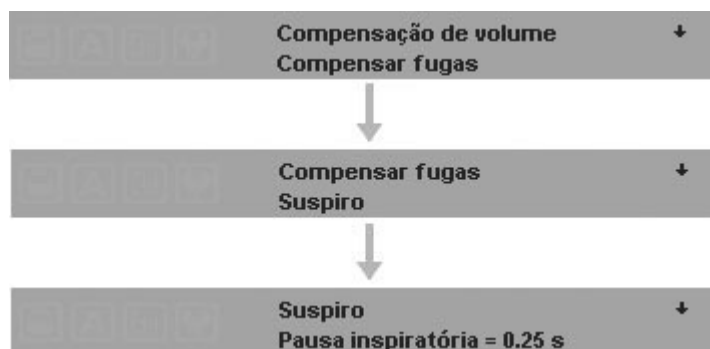 Compensação de volume
Compensar fugas
Compensar fugas
Suspiro
Suspiro
Pausa inspiratória = 0.25 s